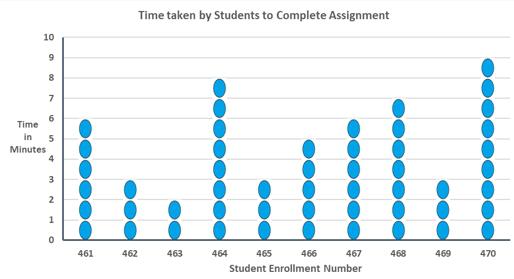 Time taken by Students to Complete Assignment
10
9
8
7
6
5
4
3
2
1
0
Time
in
Minutes
461 462 463 464 465 466 467 468 469 470
Student Enrollment Number